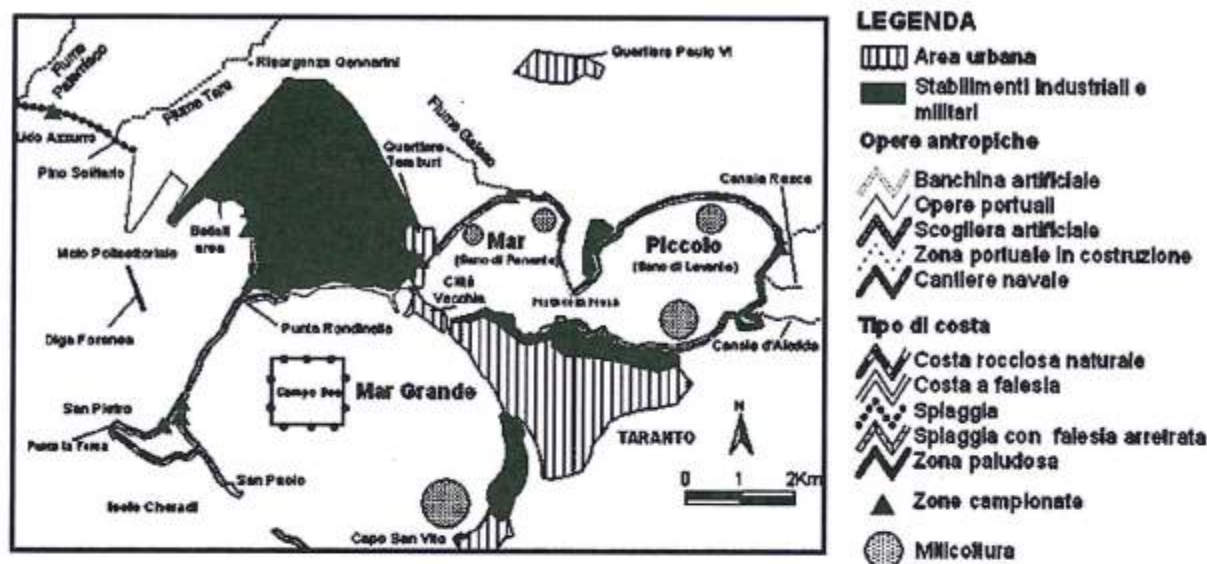 Fiume
Patemisco
Risorgenza Gennarini
Quartiere Paulo VI
Fiume Tara
Lido Azzurro
Pino Solitario
Quartiere
Tamburi
Fiume Galeso
Canale Rasca
Belleli
area
Molo Polisettoriale
Mar
(Seno di Ponente)
Piccolo
(Seno di Levante)
Città
Vecchia
Punta Rondinella
Diga Foranea
Canale d'Aiedda
Mar Grande
San Pietro
San Paolo
Isole Cheradi
TARANTO
N
0 1 2Km
Capo San Vito
LEGENDA
Area urbana
Stabilimenti industriali e
militari
Opere antropiche
Banchina artificiale
Opere portuali
Scogliera artificiale
Zona portuale in costruzione
Cantiere navale
Tipo di costa
Costa rocciosa naturale
Costa a falesia
Spiaggia
Spiaggia con falesia arretrata
Zona paludosa
Zone campionate
Mitilcoltura